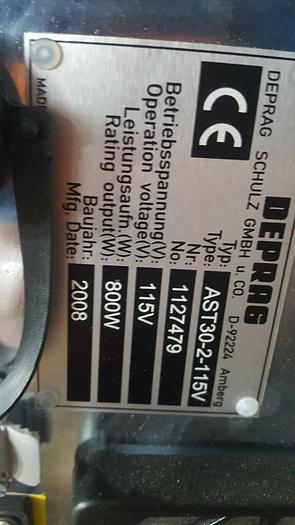 DEPRAG
DEPRAG SCHULZ GMBH u. CO. D-92224 Amberg
CE
Typ: AST30-2-115V
Type:
Nr: 1127479
No:
Betriebsspannung(V): 115V
Operation voltage(V):
Leistungsaufn.(W): 800W
Rating output(W):
Baujahr: 2008
Mfg. Date:
MADE